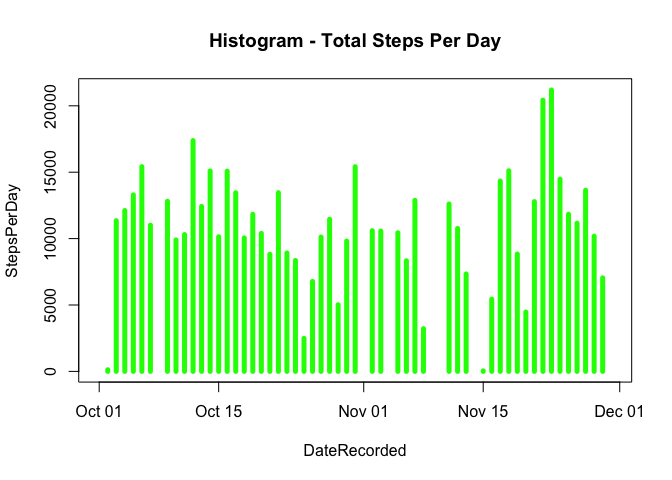 Histogram - Total Steps Per Day
StepsPerDay
20000
15000
10000
5000
0
Oct 01 Oct 15 Nov 01 Nov 15 Dec 01
DateRecorded